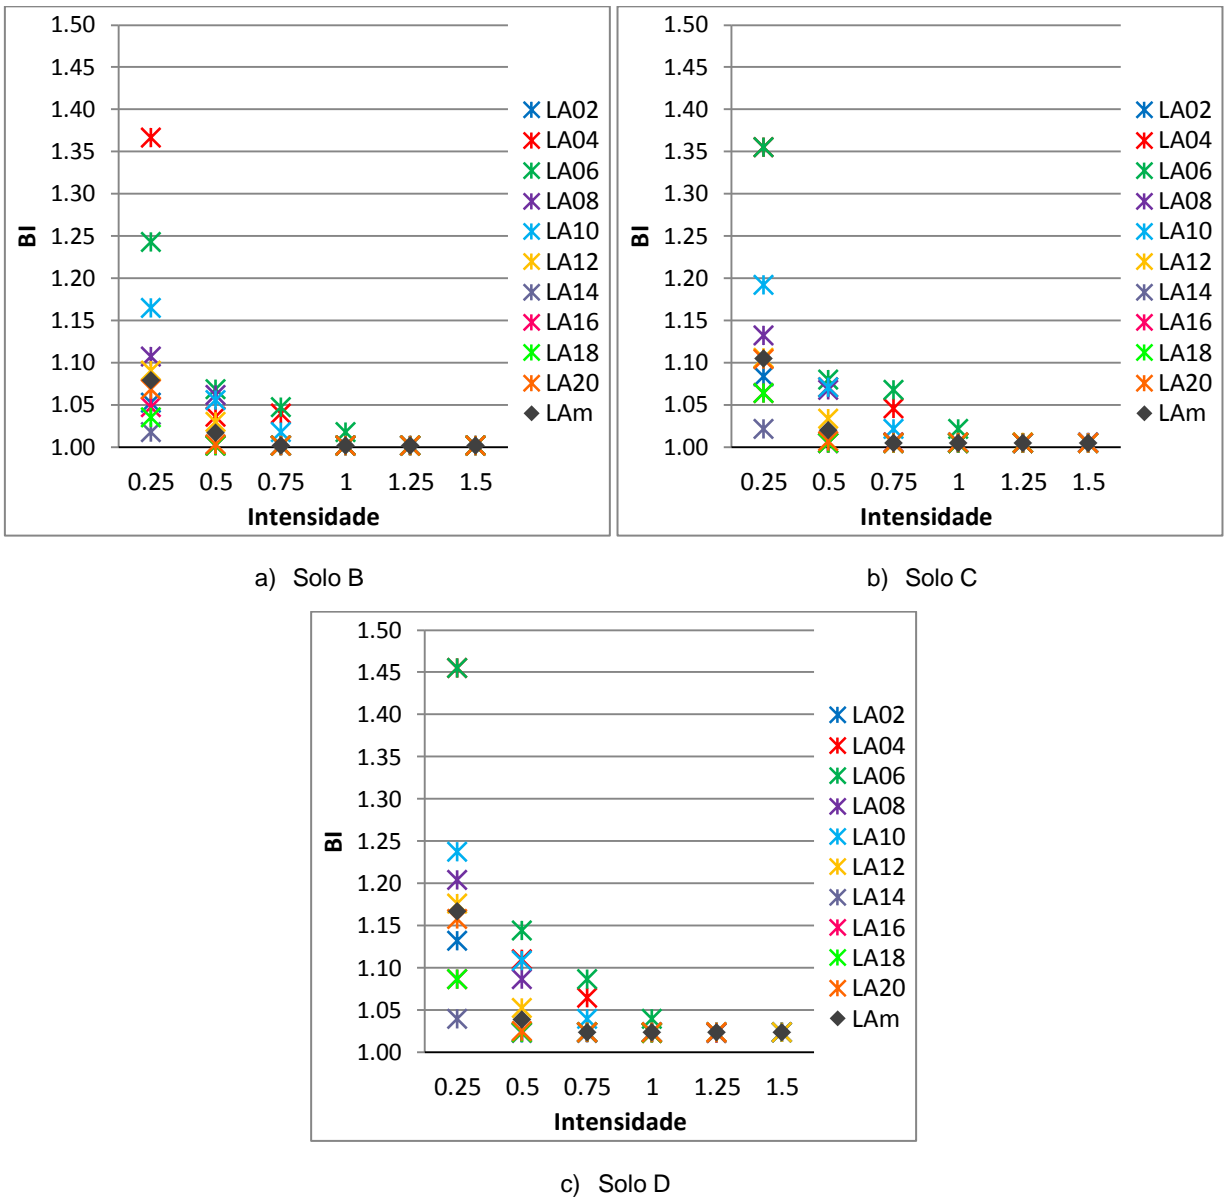 1.50
1.45
1.40
1.35
1.30
1.25
1.20
1.15
1.10
1.05
1.00
BI
0.25 0.5 0.75 1 1.25 1.5
Intensidade
LA02
LA04
LA06
LA08
LA10
LA12
LA14
LA16
LA18
LA20
LAm
a) Solo B
1.50
1.45
1.40
1.35
1.30
1.25
1.20
1.15
1.10
1.05
1.00
BI
0.25 0.5 0.75 1 1.25 1.5
Intensidade
LA02
LA04
LA06
LA08
LA10
LA12
LA14
LA16
LA18
LA20
LAm
b) Solo C
1.50
1.45
1.40
1.35
1.30
1.25
1.20
1.15
1.10
1.05
1.00
BI
0.25 0.5 0.75 1 1.25 1.5
Intensidade
LA02
LA04
LA06
LA08
LA10
LA12
LA14
LA16
LA18
LA20
LAm
c) Solo D